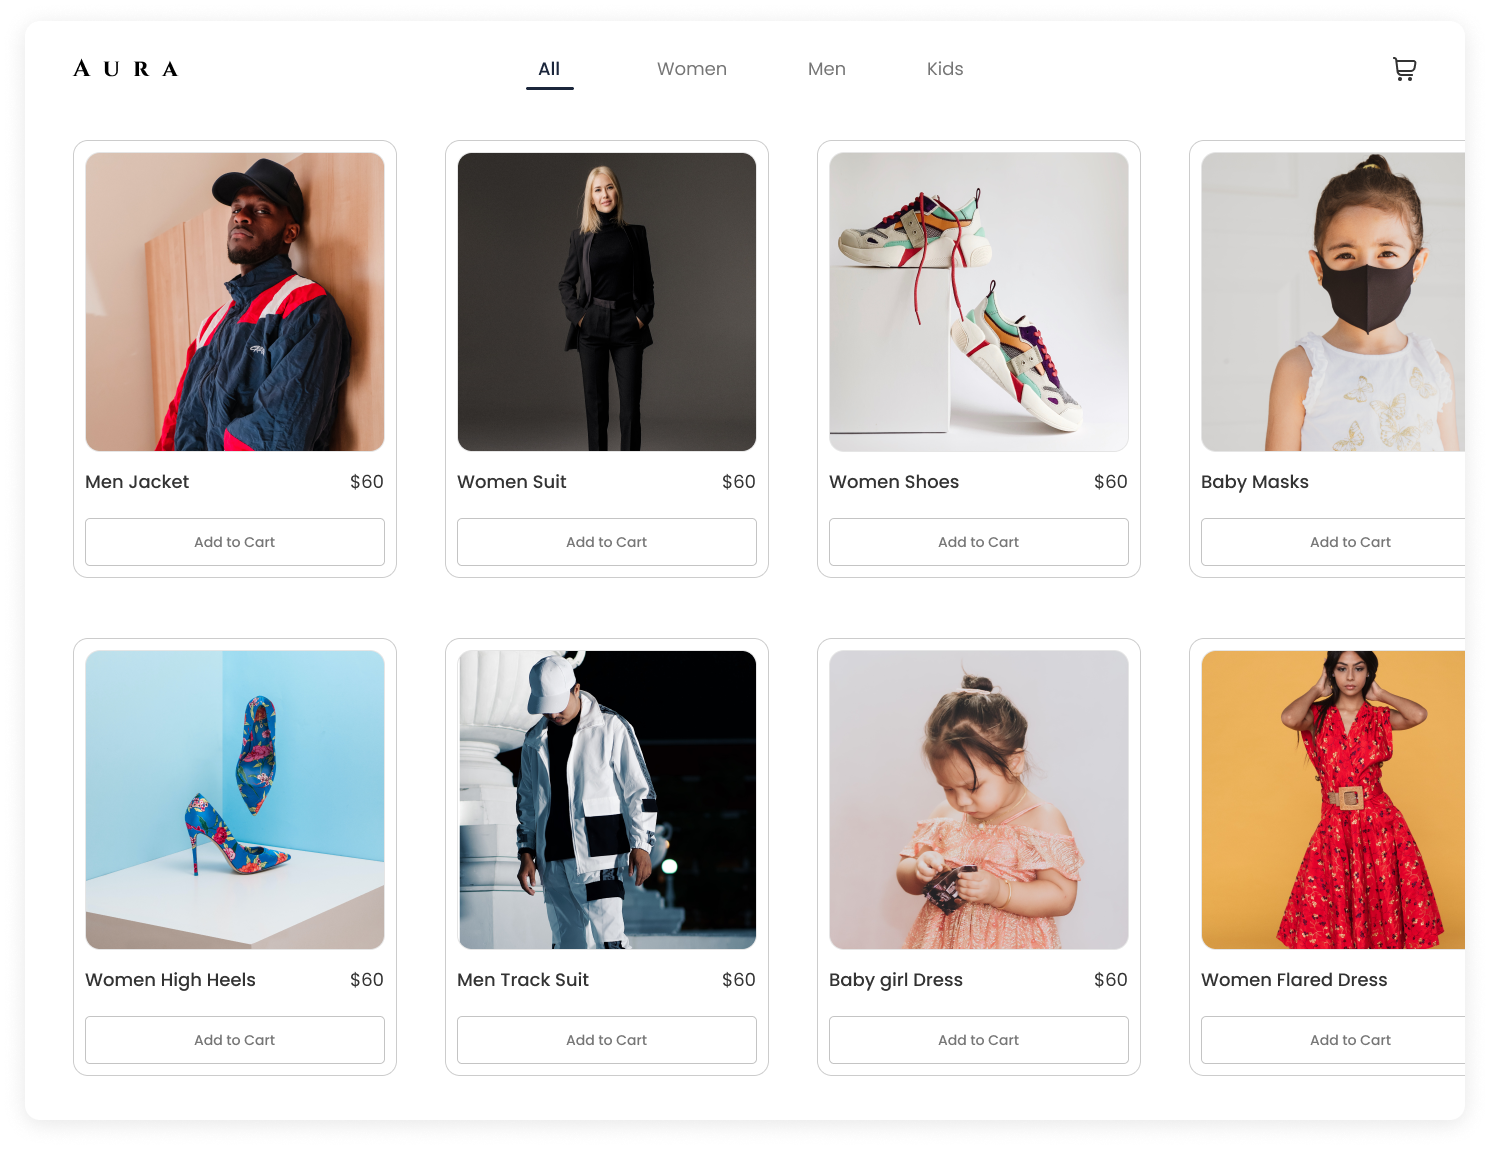 AURA
All
Women
Men
Kids
Men Jacket $60
Add to Cart
Women Suit $60
Add to Cart
Women Shoes $60
Add to Cart
Baby Masks
Add to Cart
Women High Heels $60
Add to Cart
Men Track Suit $60
Add to Cart
Baby girl Dress $60
Add to Cart
Women Flared Dress
Add to Cart